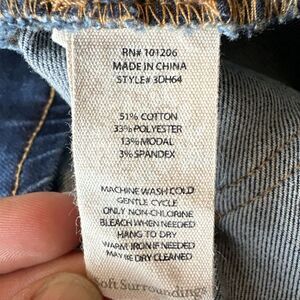 RN# 101206
MADE IN CHINA
STYLE# 3DH64
51% COTTON
33% POLYESTER
13% MODAL
3% SPANDEX
MACHINE WASH COLD
GENTLE CYCLE
ONLY NON-CHLORINE
BLEACH WHEN NEEDED
HANG TO DRY
WARM IRON IF NEEDED
MAY BE DRY CLEANED
Soft Surroundings